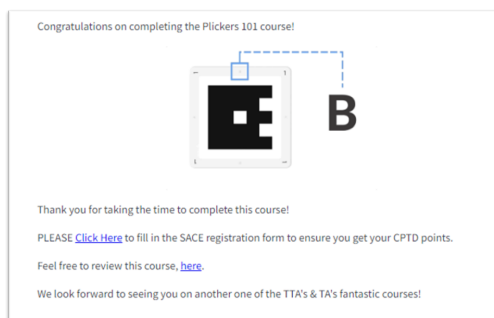 Congratulations on completing the Plickers 101 course!
B
Thank you for taking the time to complete this course!
PLEASE Click Here to fill in the SACE registration form to ensure you get your CPTD points.
Feel free to review this course, here.
We look forward to seeing you on another one of the TTA's & TA's fantastic courses!